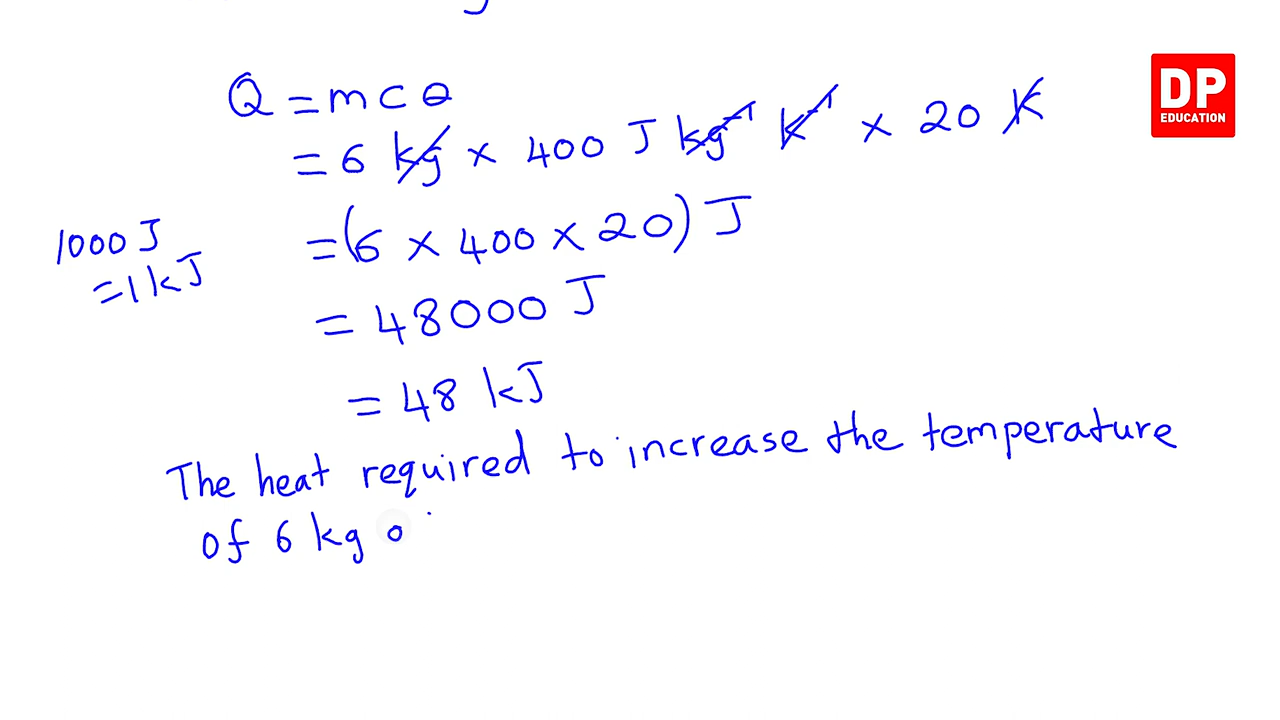 Q = m c θ
= 6 kg × 400 J kg⁻¹ K⁻¹ × 20 K
1000 J
= 1 kJ
= (6 × 400 × 20) J
= 48000 J
= 48 kJ
The heat required to increase the temperature
of 6 kg o
DP
EDUCATION